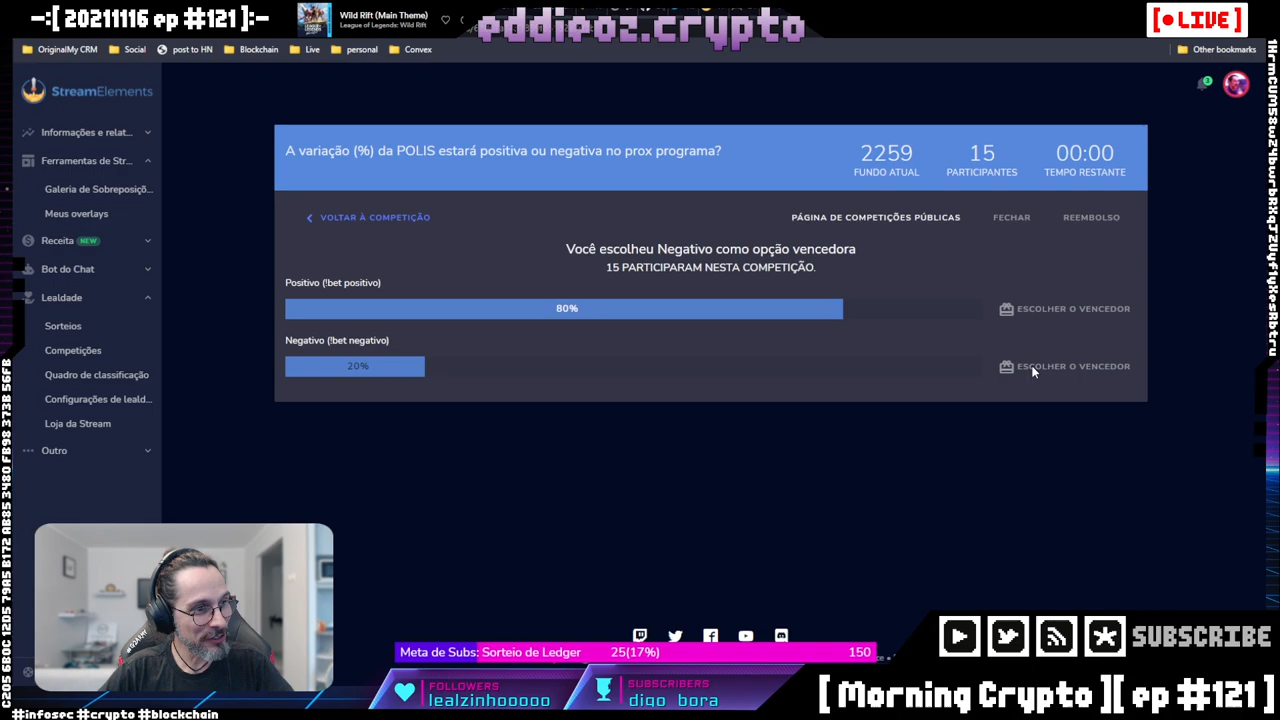 -:[ 20211116 ep #121 ]:-
Wild Rift (Main Theme)
League of Legends: Wild Rift
eddieoz.crypto
[●LIVE]
OriginalMy CRM
Social
post to HN
Blockchain
Live
personal
Convex
Other bookmarks
StreamElements
3
Informações e relat...
Ferramentas de Str...
Galeria de Sobreposiçõ...
Meus overlays
Receita NEW
Bot do Chat
Lealdade
Sorteios
Competições
Quadro de classificação
Configurações de leald...
Loja da Stream
Outro
A variação (%) da POLIS estará positiva ou negativa no prox programa?
2259
FUNDO ATUAL
15
PARTICIPANTES
00:00
TEMPO RESTANTE
VOLTAR À COMPETIÇÃO
PÁGINA DE COMPETIÇÕES PÚBLICAS
FECHAR
REEMBOLSO
Você escolheu Negativo como opção vencedora
15 PARTICIPARAM NESTA COMPETIÇÃO.
Positivo (!bet positivo)
80%
ESCOLHER O VENCEDOR
Negativo (!bet negativo)
20%
ESCOLHER O VENCEDOR
Meta de Subs: Sorteio de Ledger 25(17%) 150
FOLLOWERS
lealzinhooooo
SUBSCRIBERS
digo_bora
SUBSCRIBE
[ Morning Crypto ][ ep #121 ]
#infosec #crypto #blockchain